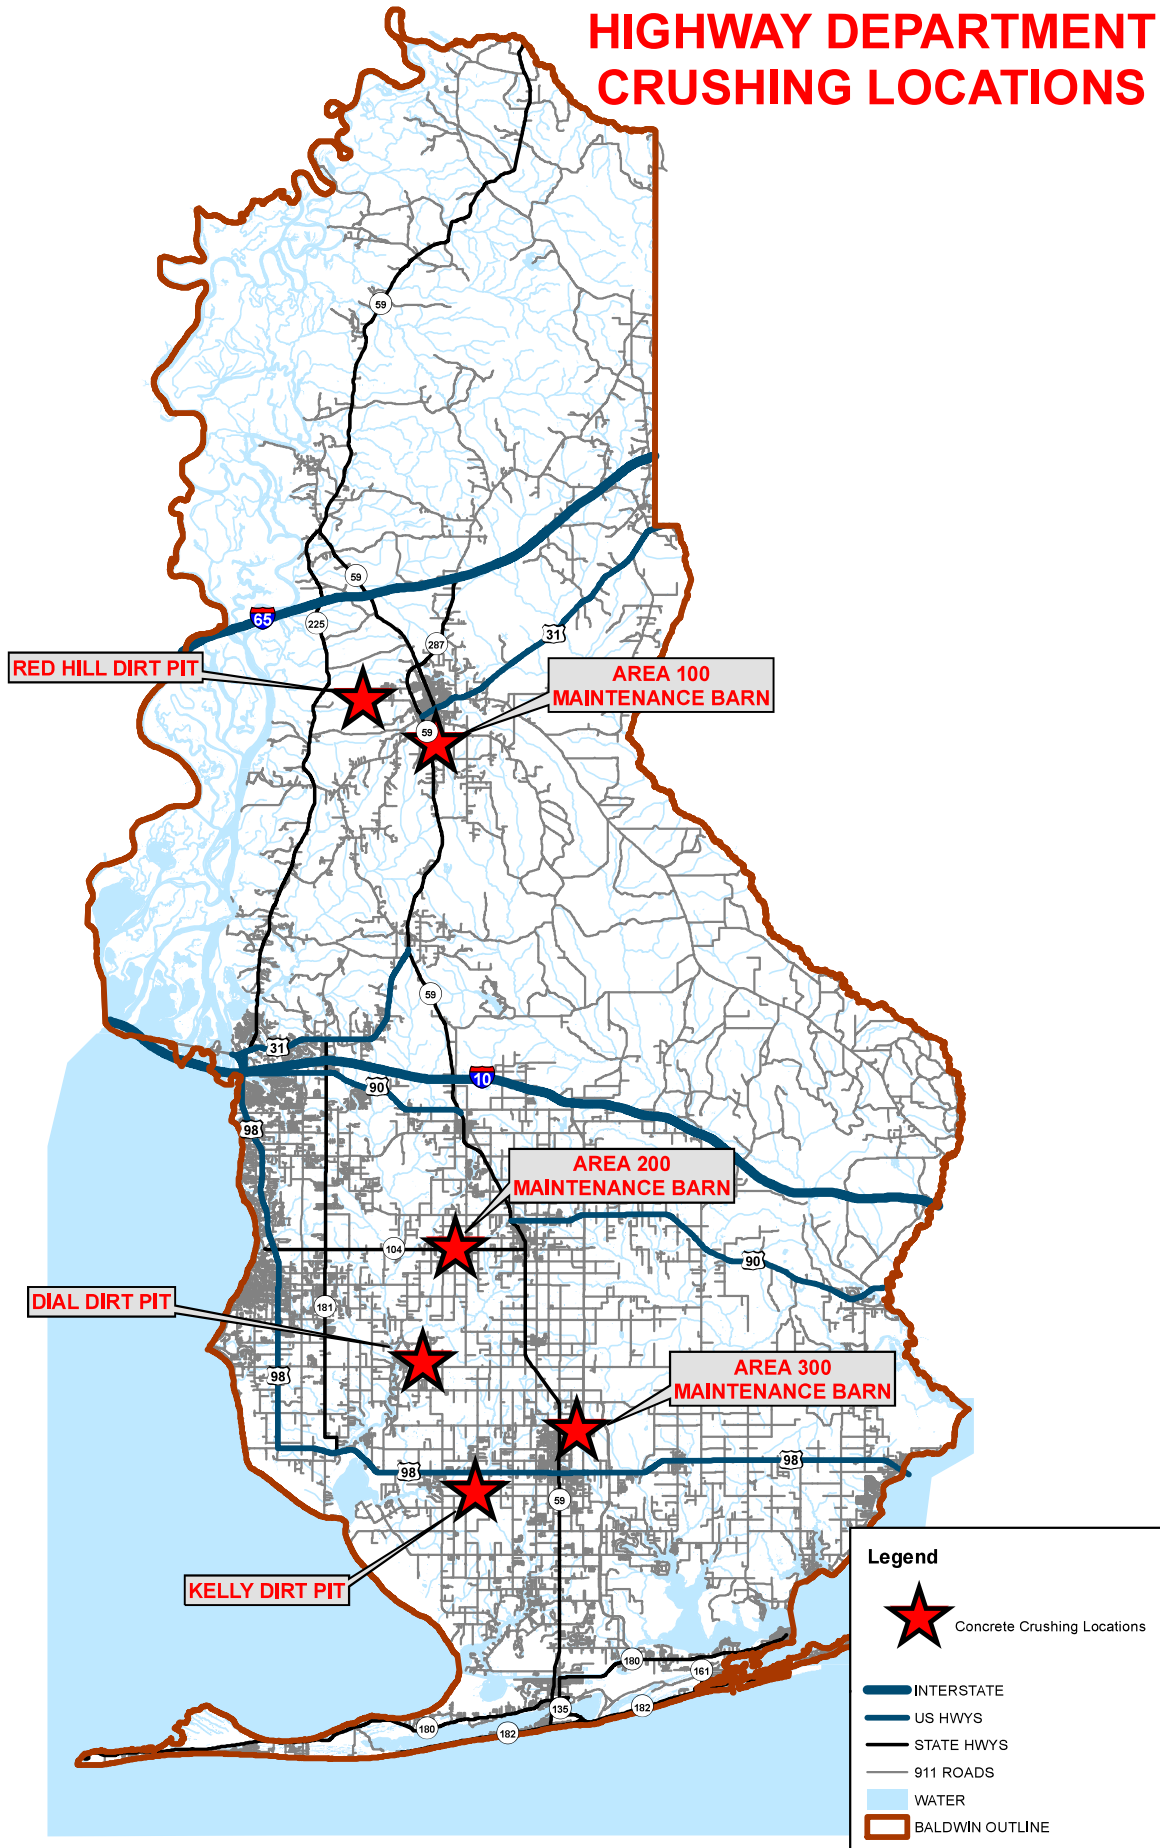 HIGHWAY DEPARTMENT
CRUSHING LOCATIONS
59
59
65
225
287
31
RED HILL DIRT PIT
AREA 100
MAINTENANCE BARN
59
59
31
10
90
98
AREA 200
MAINTENANCE BARN
104
90
DIAL DIRT PIT
181
98
AREA 300
MAINTENANCE BARN
98
98
59
KELLY DIRT PIT
180
161
135
182
180
182
Legend
Concrete Crushing Locations
INTERSTATE
US HWYS
STATE HWYS
911 ROADS
WATER
BALDWIN OUTLINE